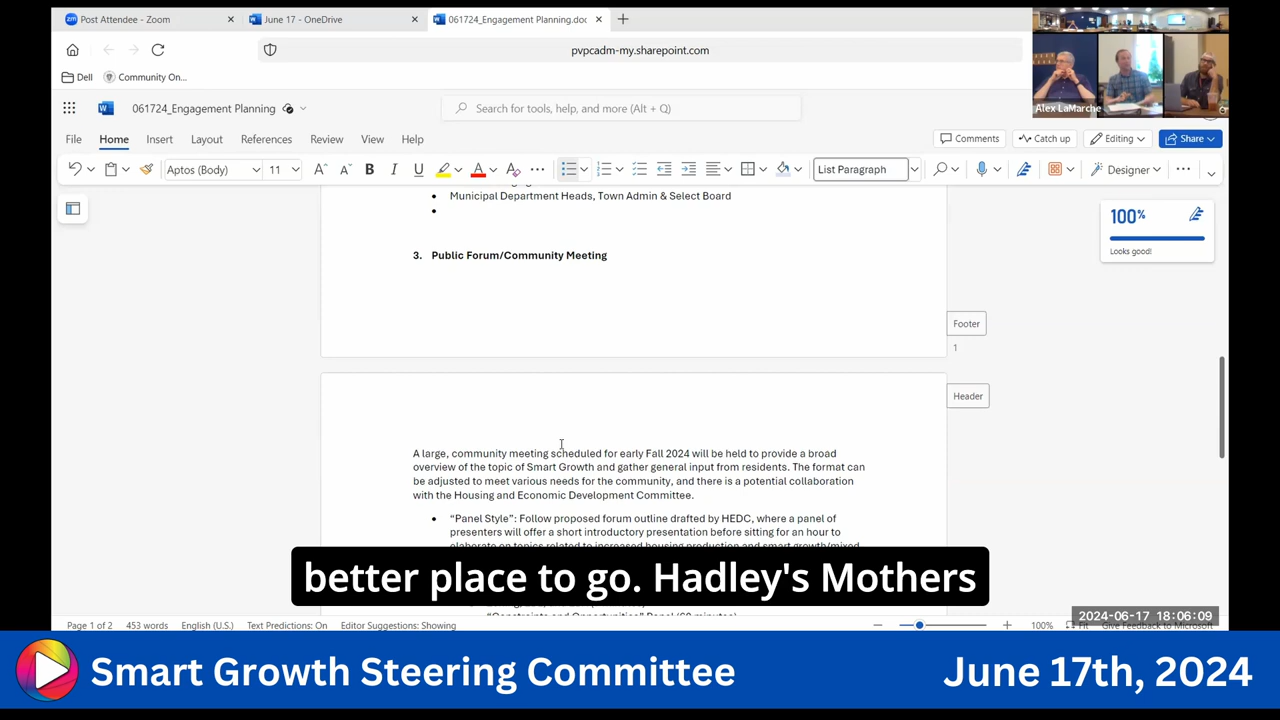 Post Attendee - Zoom
June 17 - OneDrive
061724_Engagement Planning.doc
pvpcadm-my.sharepoint.com
Dell
Community On...
Alex LaMarche
061724_Engagement Planning
Search for tools, help, and more (Alt + Q)
File Home Insert Layout References Review View Help
Comments Catch up Editing Share
Aptos (Body) 11 B I U A List Paragraph Designer
Municipal Department Heads, Town Admin & Select Board
100%
Looks good!
3. Public Forum/Community Meeting
Footer
1
Header
A large, community meeting scheduled for early Fall 2024 will be held to provide a broad
overview of the topic of Smart Growth and gather general input from residents. The format can
be adjusted to meet various needs for the community, and there is a potential collaboration
with the Housing and Economic Development Committee.
“Panel Style”: Follow proposed forum outline drafted by HEDC, where a panel of
presenters will offer a short introductory presentation before sitting for an hour to
better place to go. Hadley's Mothers
2024-06-17 18:06:09
Page 1 of 2 453 words English (U.S.) Text Predictions: On Editor Suggestions: Showing 100% Fit Give Feedback to Microsoft
Smart Growth Steering Committee
June 17th, 2024